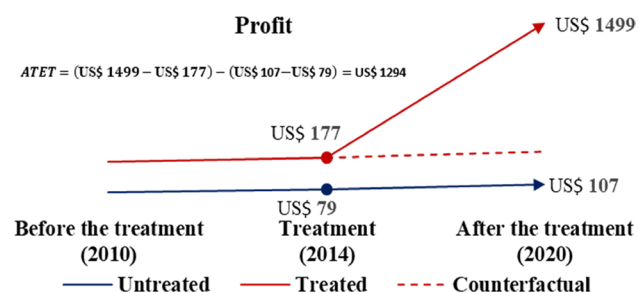 Profit
US$ 1499
ATET = (US$ 1499 – US$ 177) – (US$ 107–US$ 79) = US$ 1294
US$ 177
US$ 107
US$ 79
Before the treatment
(2010)
Treatment
(2014)
After the treatment
(2020)
Untreated
Treated
Counterfactual